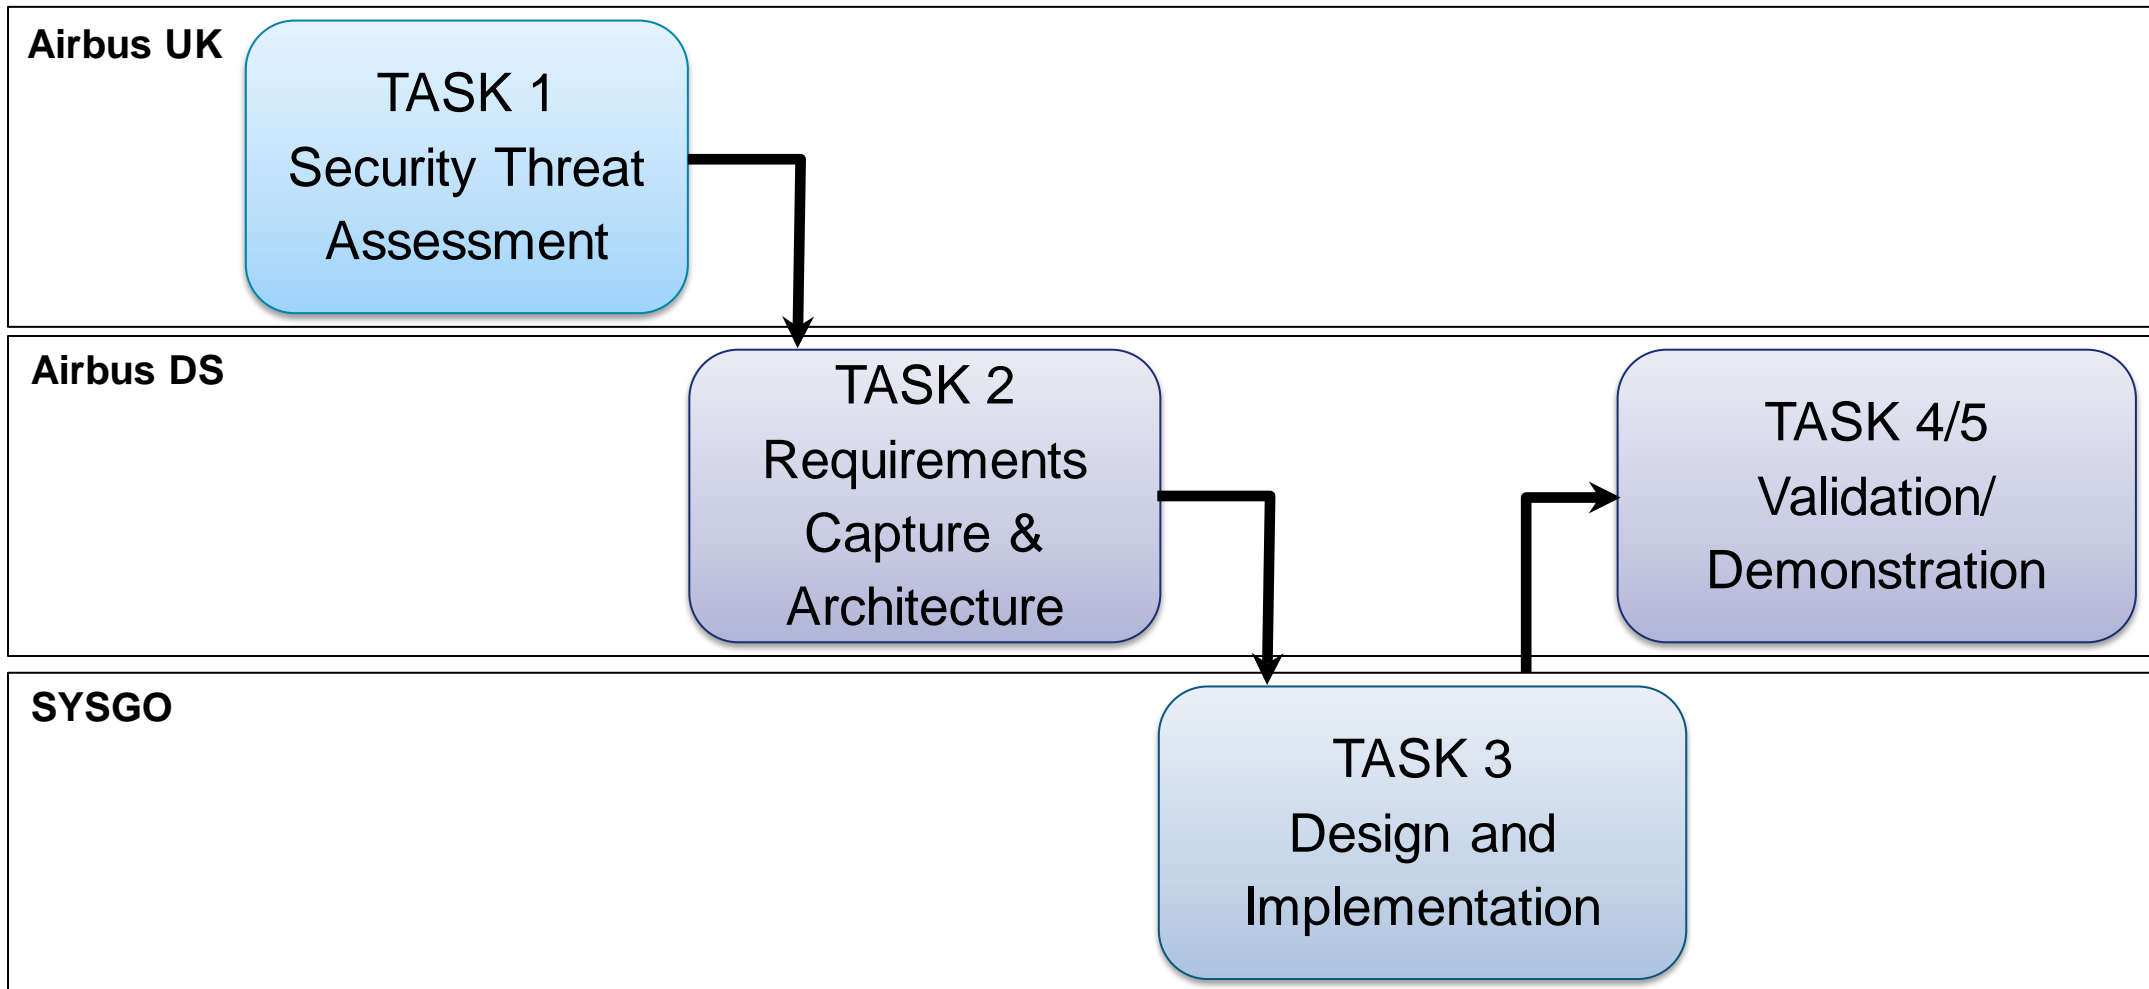 Airbus UK
TASK 1
Security Threat
Assessment
Airbus DS
TASK 2
Requirements
Capture &
Architecture
TASK 4/5
Validation/
Demonstration
SYSGO
TASK 3
Design and
Implementation